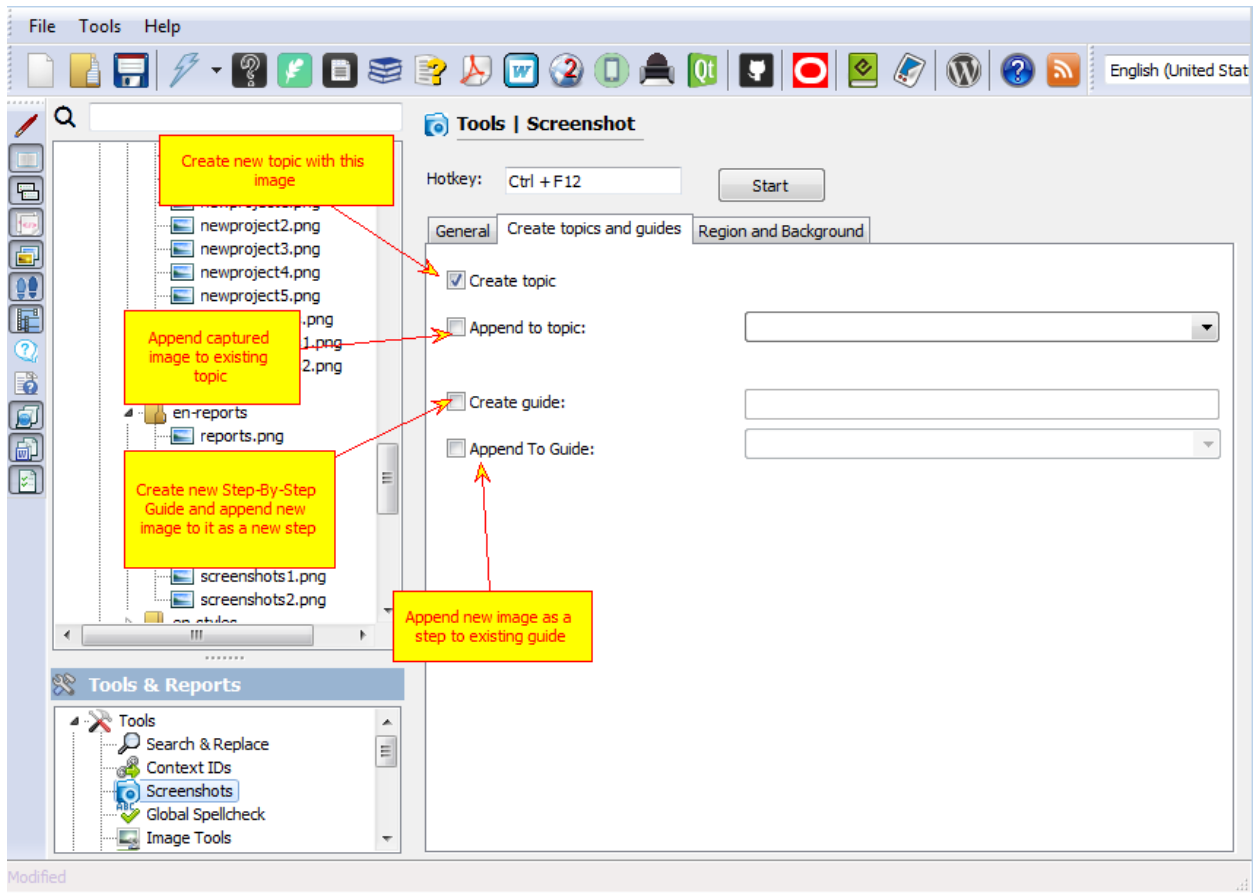 File Tools Help
English (United Stat
Tools | Screenshot
Create new topic with this
image
Hotkey: Ctrl + F12 Start
newproject2.png
General Create topics and guides Region and Background
newproject3.png
newproject4.png
Create topic
newproject5.png
.png
Append captured
image to existing
topic
1.png
2.png
Append to topic:
en-reports
Create guide:
reports.png
Append To Guide:
Create new Step-By-Step
Guide and append new
image to it as a new step
screenshots1.png
screenshots2.png
en-styles
Append new image as a
step to existing guide
Tools & Reports
Tools
Search & Replace
Context IDs
Screenshots
ABC
Global Spellcheck
Image Tools
Modified